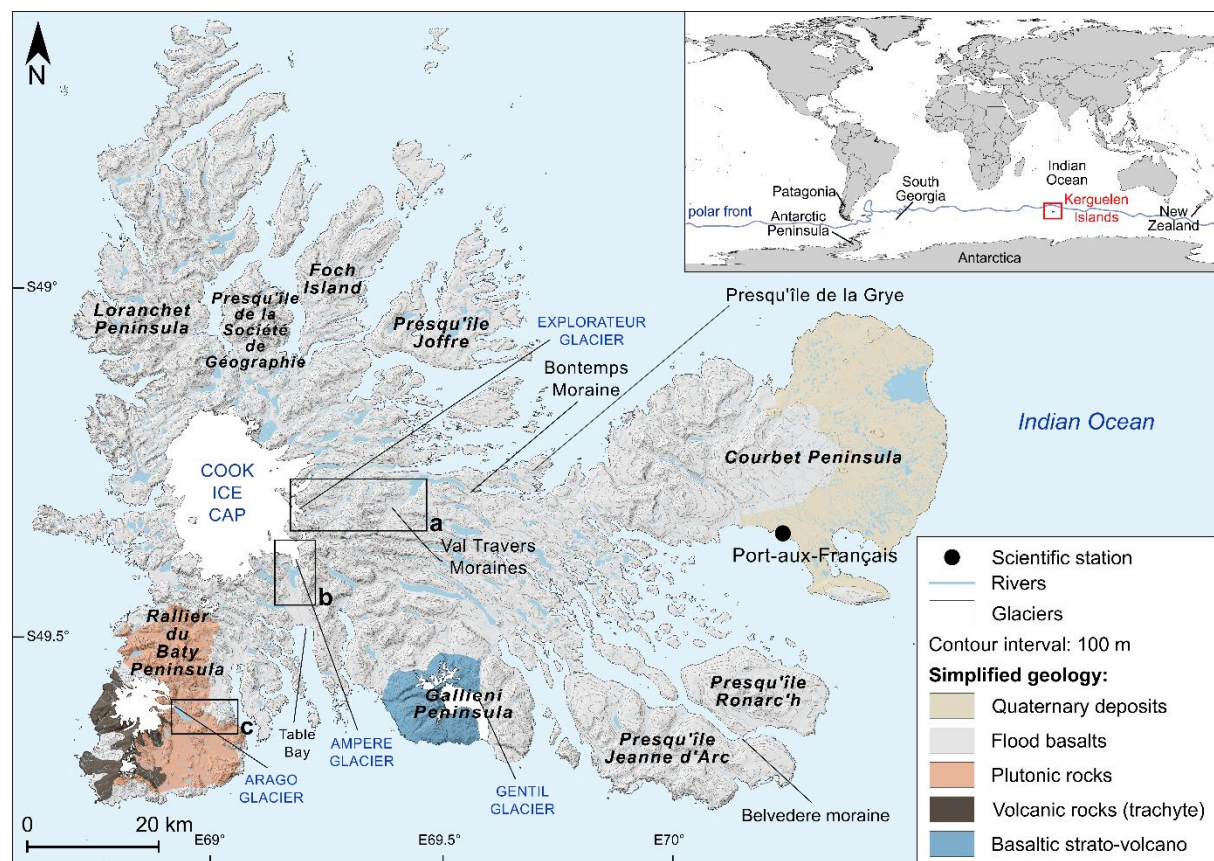 N
Patagonia
South
Georgia
Indian
Ocean
polar front
Antarctic
Peninsula
Kerguelen
Islands
New
Zealand
Antarctica
S49°
Loranchet
Peninsula
Presqu'île
de la
Société
de
Géographie
Foch
Island
Presqu'île
Joffre
EXPLORATEUR
GLACIER
Presqu'île de la Grye
Bontemps
Moraine
Courbet Peninsula
Indian Ocean
COOK
ICE
CAP
a
Val Travers
Moraines
b
Port-aux-Français
S49.5°
Rallier
du
Baty
Peninsula
c
Table
Bay
Gallieni
Peninsula
Presqu'île
Ronarc'h
Presqu'île
Jeanne d'Arc
ARAGO
GLACIER
AMPERE
GLACIER
GENTIL
GLACIER
Belvedere moraine
0 20 km
E69°
E69.5°
E70°
Scientific station
Rivers
Glaciers
Contour interval: 100 m
Simplified geology:
Quaternary deposits
Flood basalts
Plutonic rocks
Volcanic rocks (trachyte)
Basaltic strato-volcano